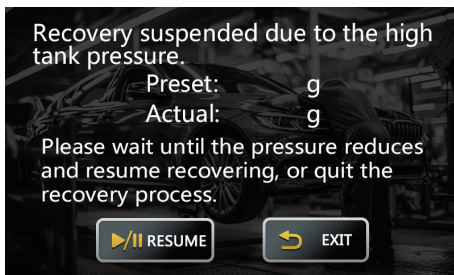 Recovery suspended due to the high
tank pressure.
Preset: g
Actual: g
Please wait until the pressure reduces
and resume recovering, or quit the
recovery process.
RESUME EXIT